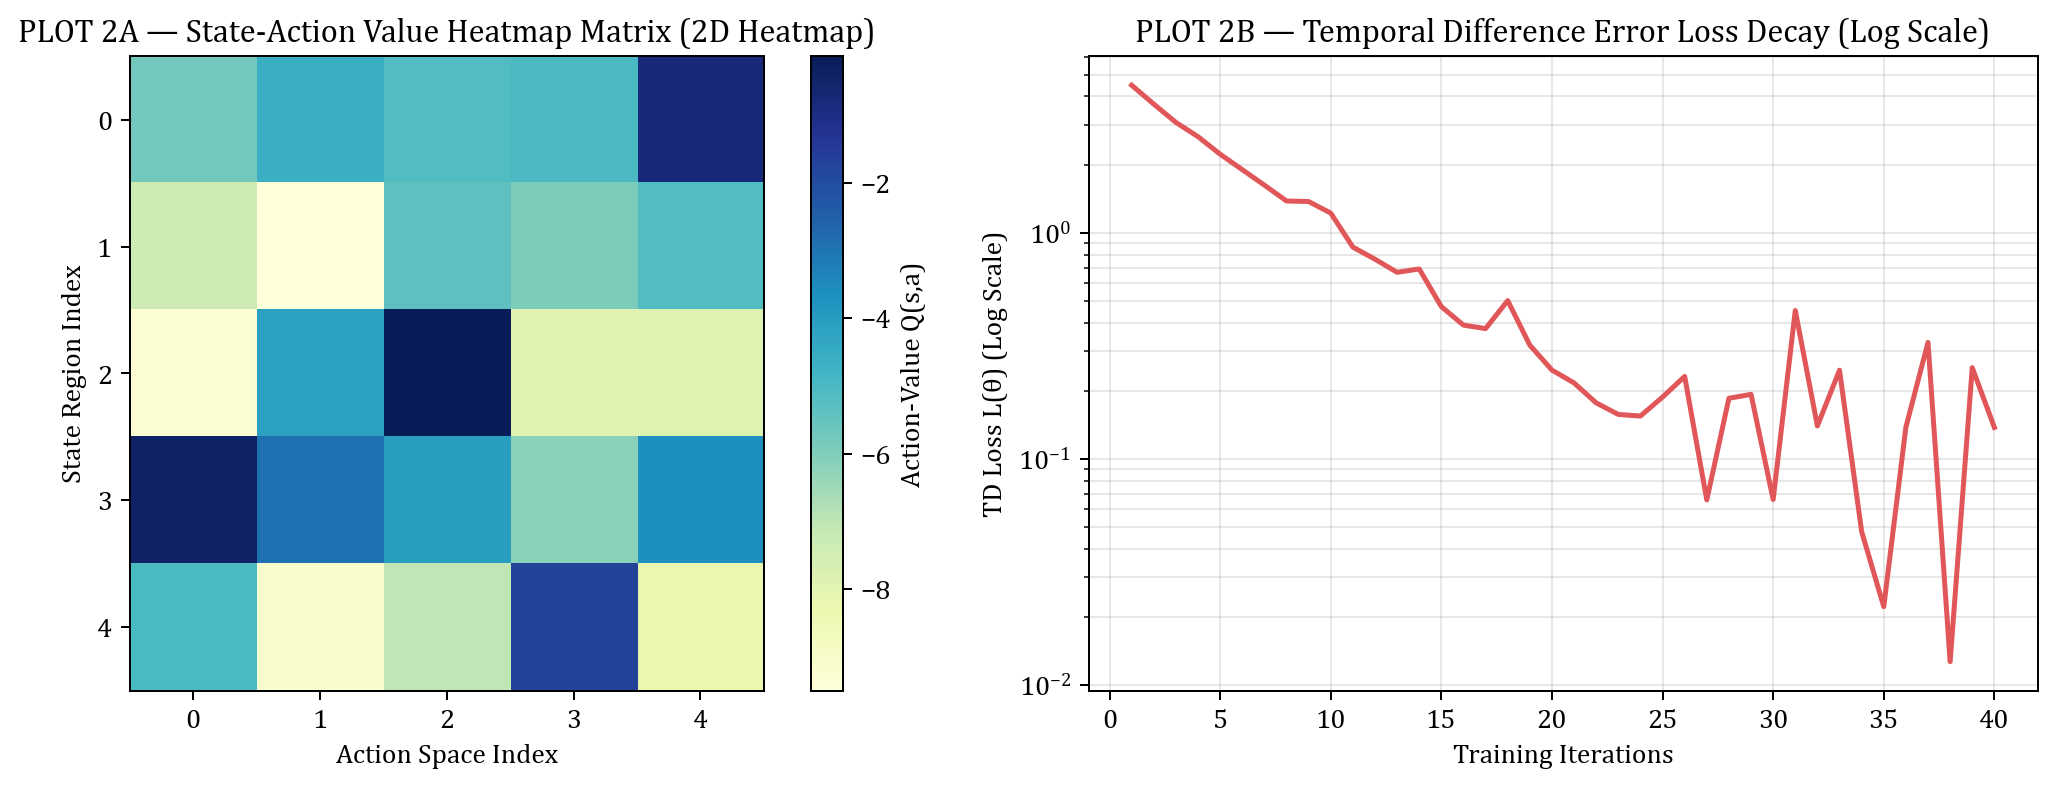 PLOT 2A — State-Action Value Heatmap Matrix (2D Heatmap)
0
1
2
3
4
State Region Index
0 1 2 3 4
Action Space Index
−2
−4
−6
−8
Action-Value Q(s,a)
PLOT 2B — Temporal Difference Error Loss Decay (Log Scale)
10⁰
10⁻¹
10⁻²
TD Loss L(θ) (Log Scale)
0 5 10 15 20 25 30 35 40
Training Iterations